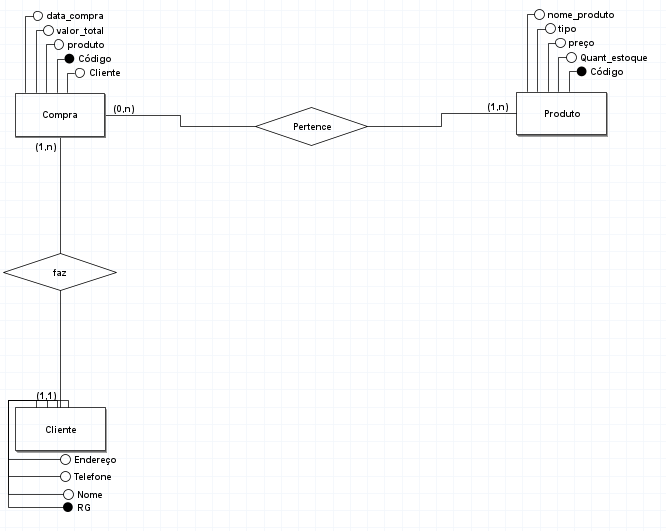 data_compra
valor_total
produto
Código
Cliente
Compra
(0,n)
(1,n)
Pertence
nome_produto
tipo
preço
Quant_estoque
Código
(1,n)
Produto
faz
(1,1)
Cliente
Endereço
Telefone
Nome
RG